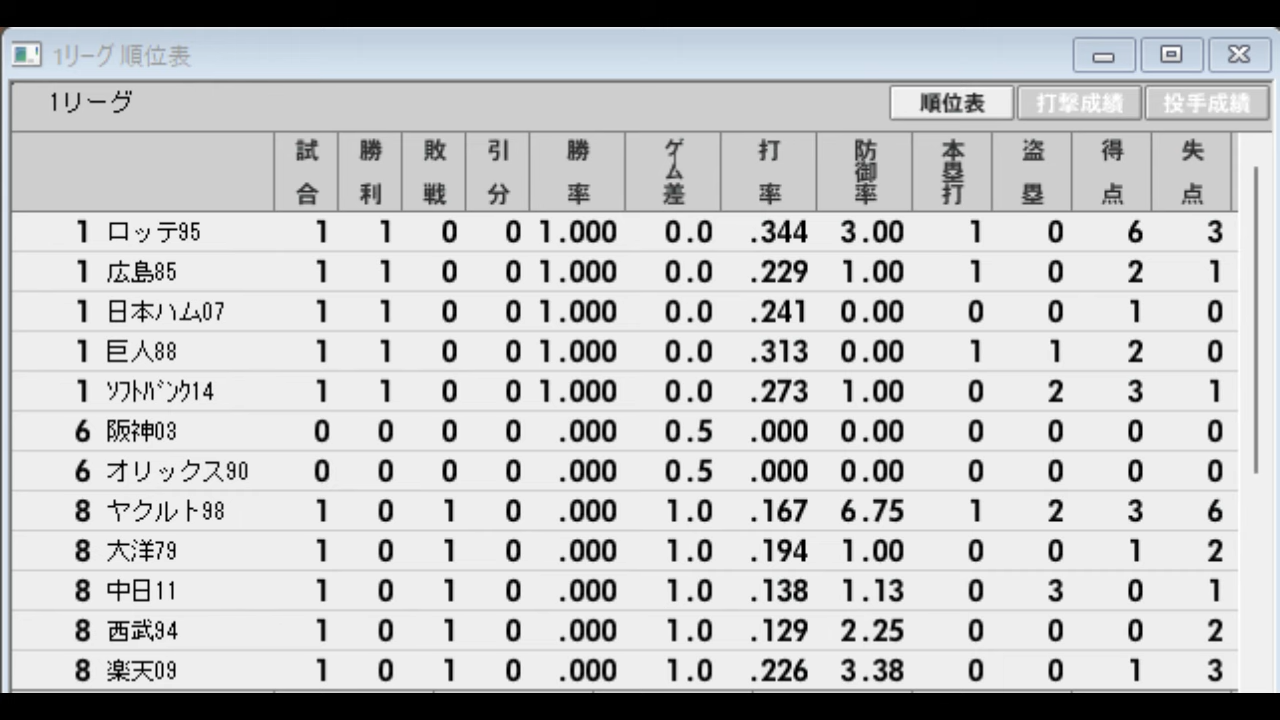 1リーグ 順位表
1リーグ 順位表 打撃成績 投手成績
試合 勝利 敗戦 引分 勝率 ゲーム差 打率 防御率 本塁打 盗塁 得点 失点
1 ロッテ95 1 1 0 0 1.000 0.0 .344 3.00 1 0 6 3
1 広島85 1 1 0 0 1.000 0.0 .229 1.00 1 0 2 1
1 日本ハム07 1 1 0 0 1.000 0.0 .241 0.00 0 0 1 0
1 巨人88 1 1 0 0 1.000 0.0 .313 0.00 1 1 2 0
1 ソフトバンク14 1 1 0 0 1.000 0.0 .273 1.00 0 2 3 1
6 阪神03 0 0 0 0 .000 0.5 .000 0.00 0 0 0 0
6 オリックス90 0 0 0 0 .000 0.5 .000 0.00 0 0 0 0
8 ヤクルト98 1 0 1 0 .000 1.0 .167 6.75 1 2 3 6
8 大洋79 1 0 1 0 .000 1.0 .194 1.00 0 0 1 2
8 中日11 1 0 1 0 .000 1.0 .138 1.13 0 3 0 1
8 西武94 1 0 1 0 .000 1.0 .129 2.25 0 0 0 2
8 楽天09 1 0 1 0 .000 1.0 .226 3.38 0 0 1 3